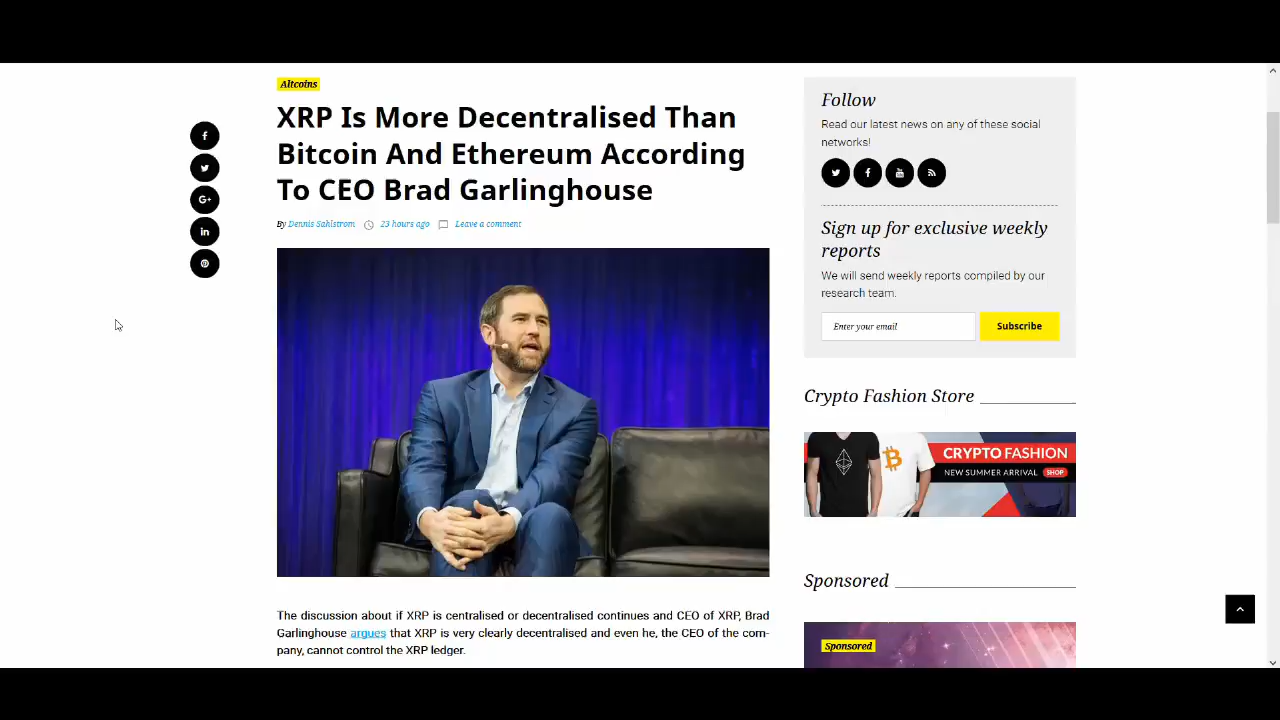 Altcoins
XRP Is More Decentralised Than
Bitcoin And Ethereum According
To CEO Brad Garlinghouse
By Dennis Sahlstrom 23 hours ago Leave a comment
The discussion about if XRP is centralised or decentralised continues and CEO of XRP, Brad
Garlinghouse argues that XRP is very clearly decentralised and even he, the CEO of the com-
pany, cannot control the XRP ledger.
Follow
Read our latest news on any of these social
networks!
Sign up for exclusive weekly
reports
We will send weekly reports compiled by our
research team.
Enter your email Subscribe
Crypto Fashion Store
CRYPTO FASHION
NEW SUMMER ARRIVAL SHOP
Sponsored
Sponsored